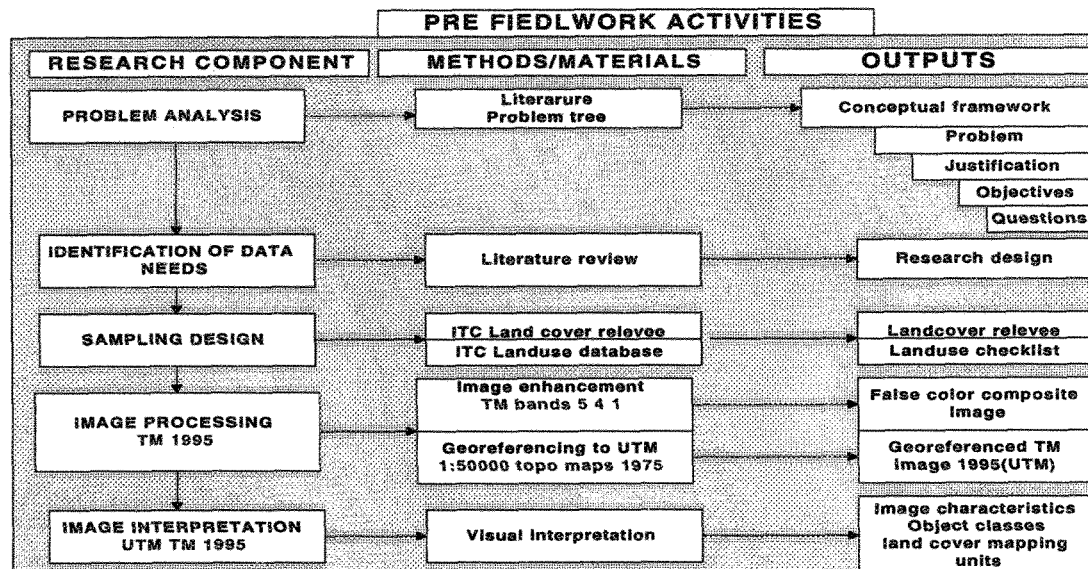 PRE FIEDLWORK ACTIVITIES
RESEARCH COMPONENT
METHODS/MATERIALS
OUTPUTS
PROBLEM ANALYSIS
Literarure
Problem tree
Conceptual framework
Problem
Justification
Objectives
Questions
IDENTIFICATION OF DATA
NEEDS
Literature review
Research design
SAMPLING DESIGN
ITC Land cover relevee
ITC Landuse database
Landcover relevee
Landuse checklist
IMAGE PROCESSING
TM 1995
Image enhancement
TM bands 5 4 1
Georeferencing to UTM
1:50000 topo maps 1975
False color composite
Image
Georeferenced TM
image 1995(UTM)
IMAGE INTERPRETATION
UTM TM 1995
Visual Interpretation
Image characteristics
Object classes
land cover mapping
units